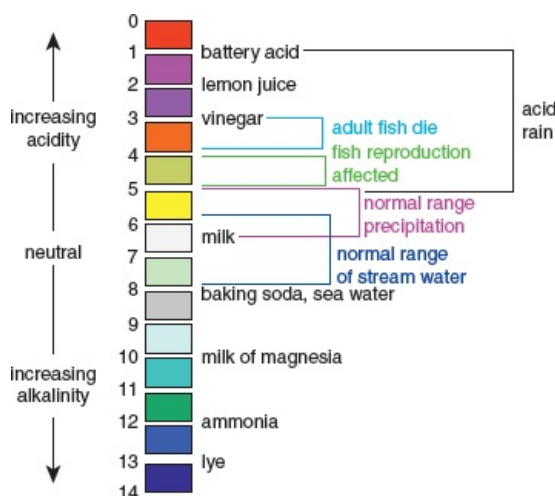 0
1
battery acid
2
lemon juice
increasing
acidity
acid
rain
3
vinegar
adult fish die
4
fish reproduction
affected
5
normal range
precipitation
6
milk
neutral
normal range
of stream water
7
8
baking soda, sea water
9
10
milk of magnesia
increasing
alkalinity
11
12
ammonia
13
lye
14